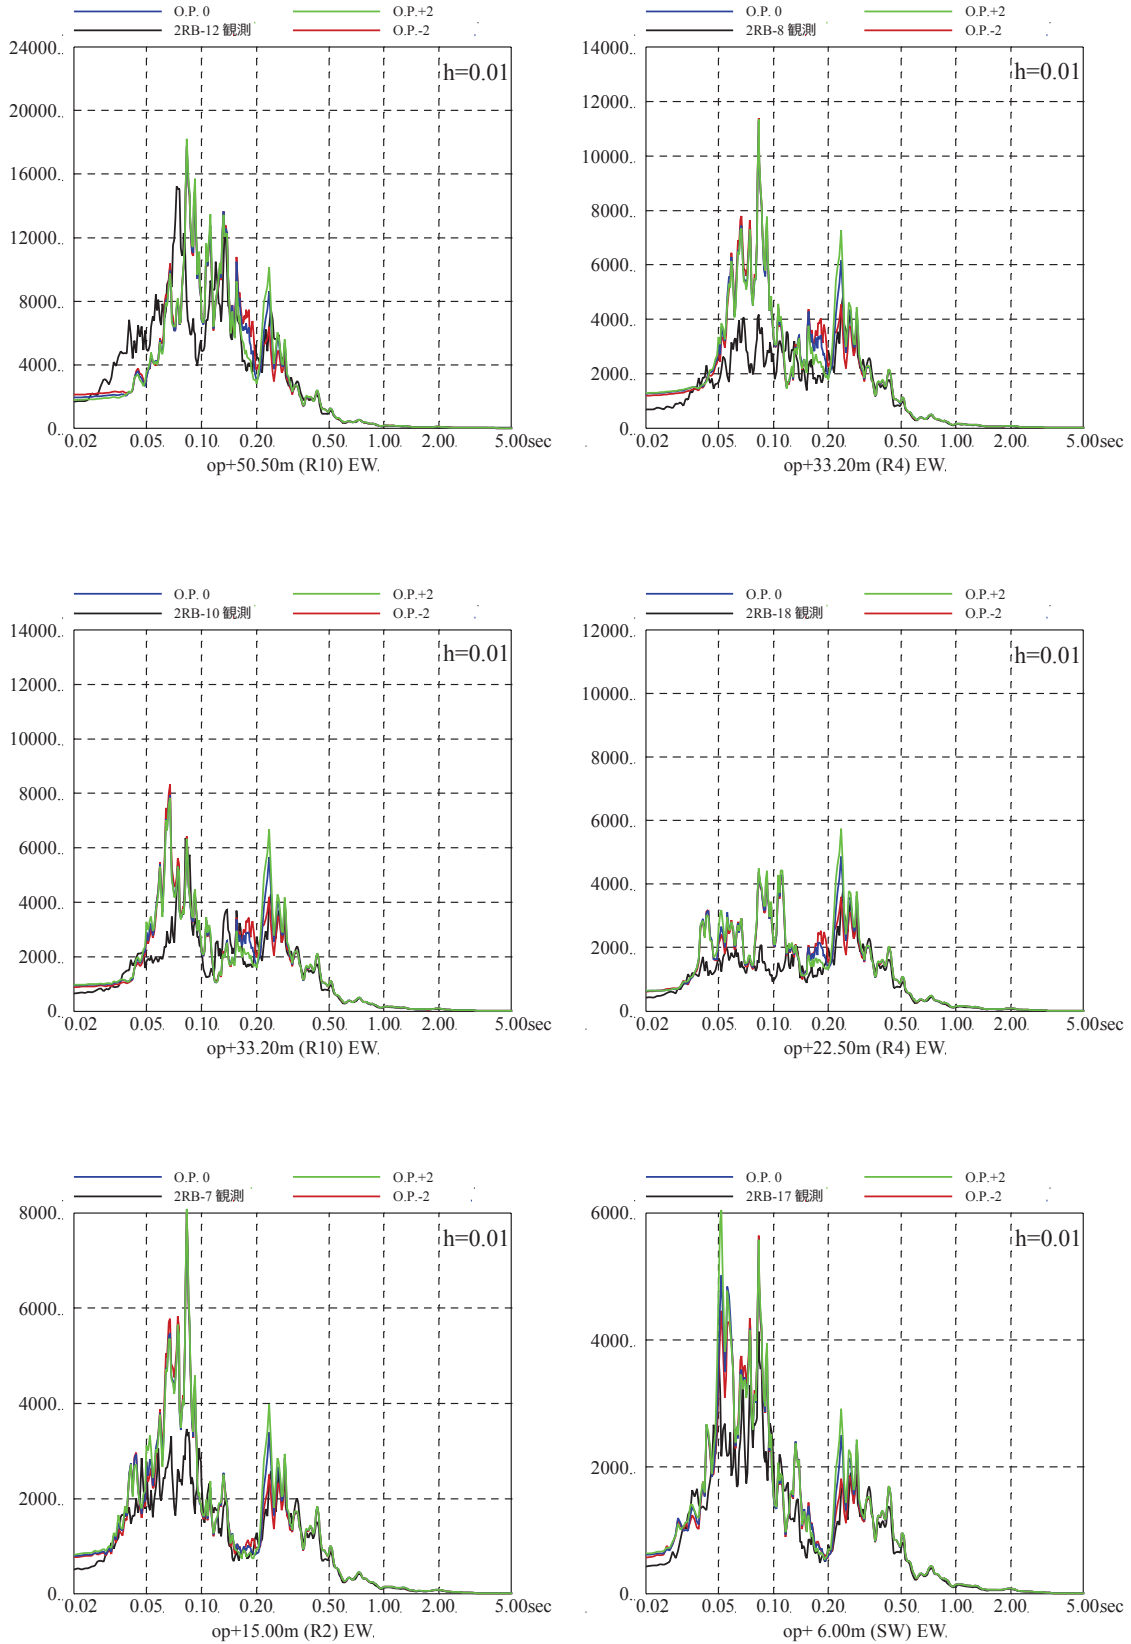 O.P. 0
O.P.+2
2RB-12 観測
O.P.-2
24000
20000
16000
12000
8000
4000
0
h=0.01
0.02 0.05 0.10 0.20 0.50 1.00 2.00 5.00sec
op+50.50m (R10) EW
O.P. 0
O.P.+2
2RB-8 観測
O.P.-2
14000
12000
10000
8000
6000
4000
2000
0
h=0.01
0.02 0.05 0.10 0.20 0.50 1.00 2.00 5.00sec
op+33.20m (R4) EW
O.P. 0
O.P.+2
2RB-10 観測
O.P.-2
14000
12000
10000
8000
6000
4000
2000
0
h=0.01
0.02 0.05 0.10 0.20 0.50 1.00 2.00 5.00sec
op+33.20m (R10) EW
O.P. 0
O.P.+2
2RB-18 観測
O.P.-2
12000
10000
8000
6000
4000
2000
0
h=0.01
0.02 0.05 0.10 0.20 0.50 1.00 2.00 5.00sec
op+22.50m (R4) EW
O.P. 0
O.P.+2
2RB-7 観測
O.P.-2
8000
6000
4000
2000
0
h=0.01
0.02 0.05 0.10 0.20 0.50 1.00 2.00 5.00sec
op+15.00m (R2) EW
O.P. 0
O.P.+2
2RB-17 観測
O.P.-2
6000
4000
2000
0
h=0.01
0.02 0.05 0.10 0.20 0.50 1.00 2.00 5.00sec
op+ 6.00m (SW) EW